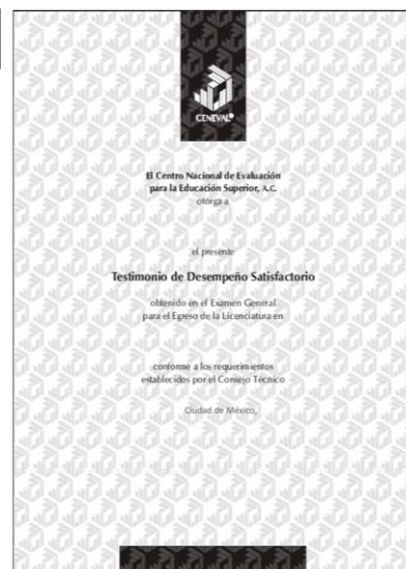 CENEVAL®
El Centro Nacional de Evaluación
para la Educación Superior, A.C.
otorga a
el presente
Testimonio de Desempeño Satisfactorio
obtenido en el Examen General
para el Egreso de la Licenciatura en
conforme a los requerimientos
establecidos por el Consejo Técnico
Ciudad de México,